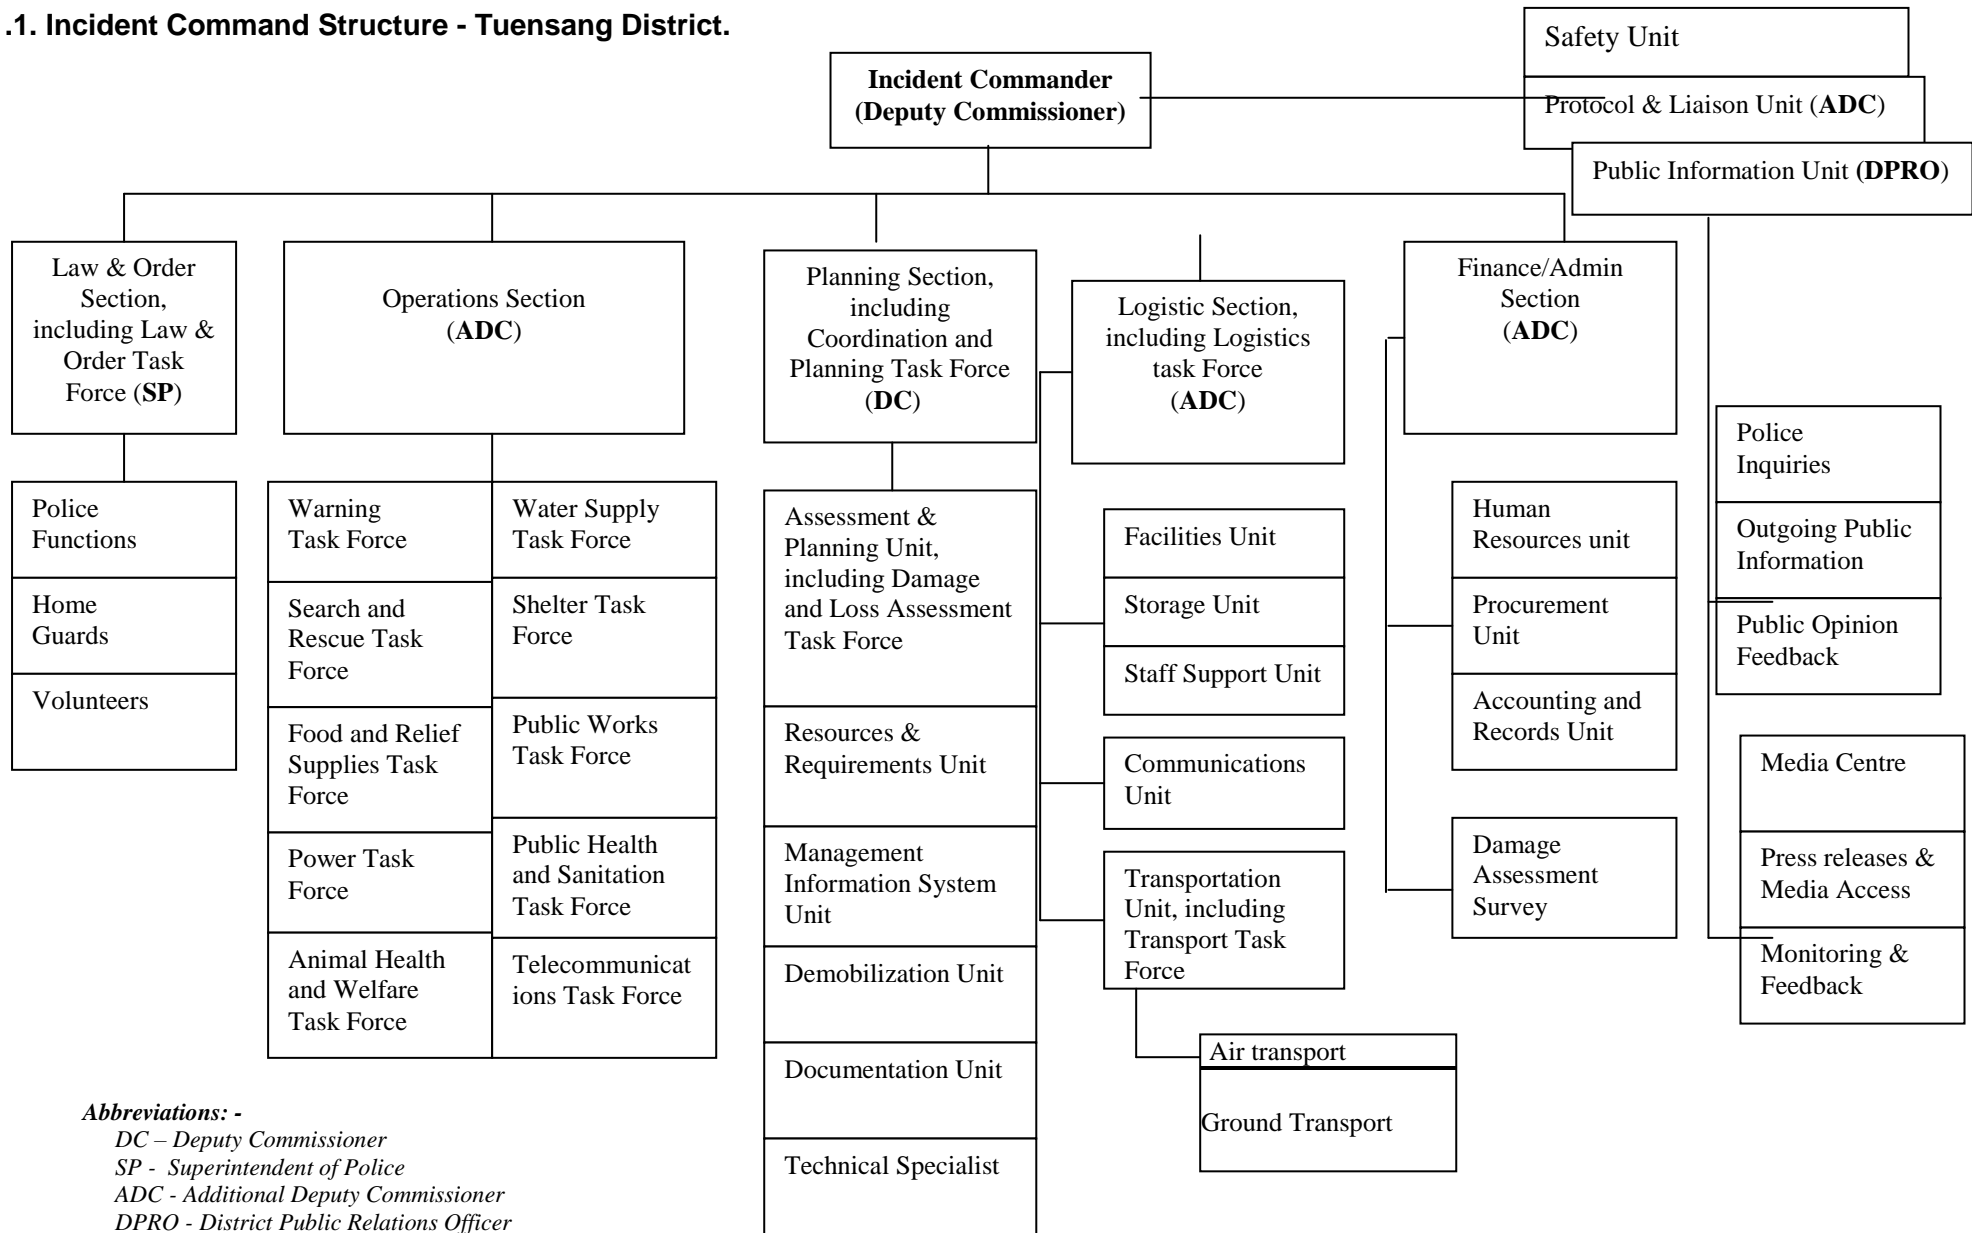 .1. Incident Command Structure - Tuensang District.
Incident Commander
(Deputy Commissioner)
Safety Unit
Protocol & Liaison Unit (ADC)
Public Information Unit (DPRO)
Law & Order
Section,
including Law &
Order Task
Force (SP)
Operations Section
(ADC)
Planning Section,
including
Coordination and
Planning Task Force
(DC)
Logistic Section,
including Logistics
task Force
(ADC)
Finance/Admin
Section
(ADC)
Police
Functions
Home
Guards
Volunteers
Warning
Task Force
Search and
Rescue Task
Force
Food and Relief
Supplies Task
Force
Power Task
Force
Animal Health
and Welfare
Task Force
Water Supply
Task Force
Shelter Task
Force
Public Works
Task Force
Public Health
and Sanitation
Task Force
Telecommunicat
ions Task Force
Assessment &
Planning Unit,
including Damage
and Loss Assessment
Task Force
Resources &
Requirements Unit
Management
Information System
Unit
Demobilization Unit
Documentation Unit
Technical Specialist
Facilities Unit
Storage Unit
Staff Support Unit
Communications
Unit
Transportation
Unit, including
Transport Task
Force
Air transport
Ground Transport
Human
Resources unit
Procurement
Unit
Accounting and
Records Unit
Damage
Assessment
Survey
Police
Inquiries
Outgoing Public
Information
Public Opinion
Feedback
Media Centre
Press releases &
Media Access
Monitoring &
Feedback
Abbreviations: -
DC – Deputy Commissioner
SP - Superintendent of Police
ADC - Additional Deputy Commissioner
DPRO - District Public Relations Officer